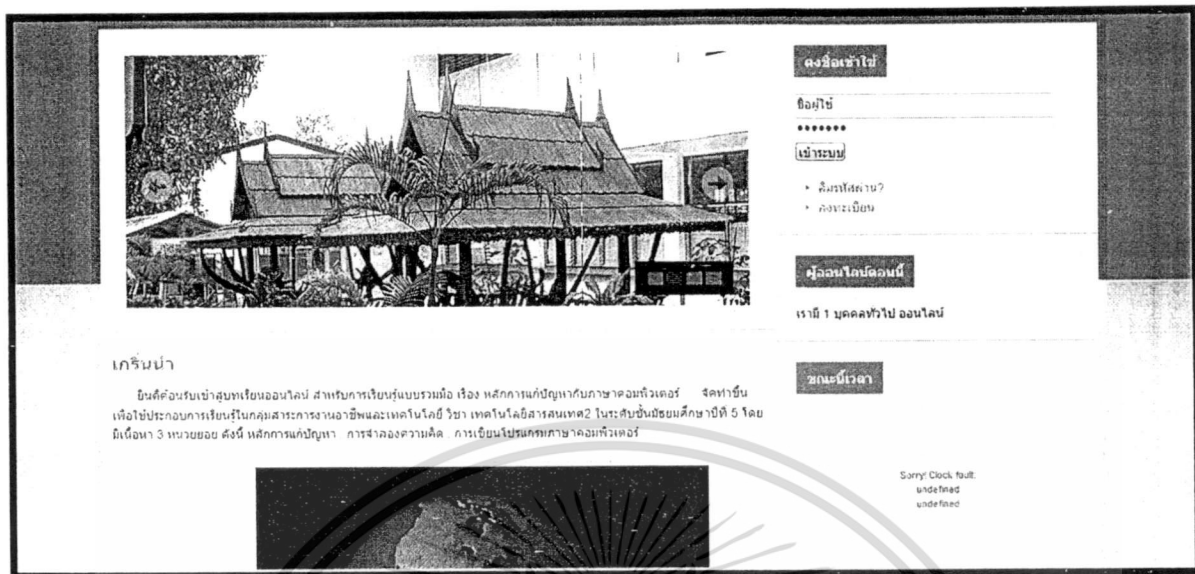 ลงชื่อเข้าใช้
ชื่อผู้ใช้
•••••••
เข้าระบบ
ลืมรหัสผ่าน?
ลงทะเบียน
ผู้ออนไลน์ตอนนี้
เรามี 1 บุคคลทั่วไป ออนไลน์
ขณะนี้เวลา
เกริ่นนำ
ยินดีต้อนรับเข้าสู่บทเรียนออนไลน์ สำหรับการเรียนรู้แบบรวมมือ เรื่อง หลักการแก้ปัญหากับภาษาคอมพิวเตอร์ จัดทำขึ้น
เพื่อใช้ประกอบการเรียนรู้ในกลุ่มสาระการงานอาชีพและเทคโนโลยี วิชา เทคโนโลยีสารสนเทศ2 ในระดับชั้นมัธยมศึกษาปีที่ 5 โดย
มีเนื้อหา 3 หน่วยย่อย ดังนี้ หลักการแก้ปัญหา การจำลองความคิด การเขียนโปรแกรมภาษาคอมพิวเตอร์
Sorry! Clock fault.
undefined
undefined